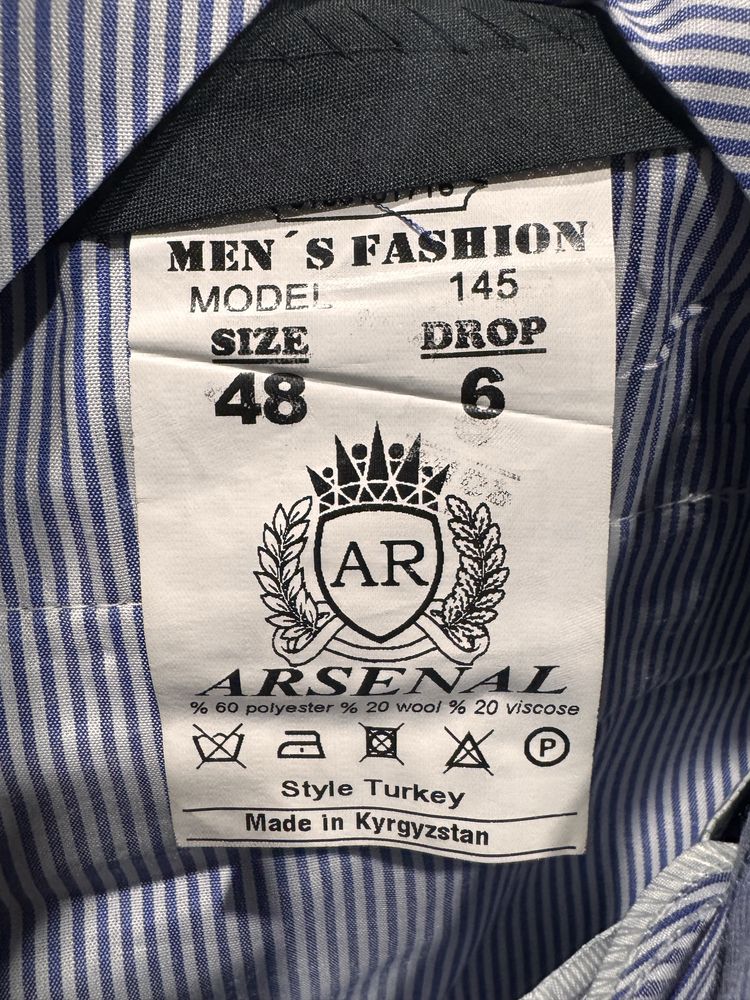 MEN´S FASHION
MODEL 145
SIZE DROP
48 6
AR
ARSENAL
% 60 polyester % 20 wool % 20 viscose
P
Style Turkey
Made in Kyrgyzstan